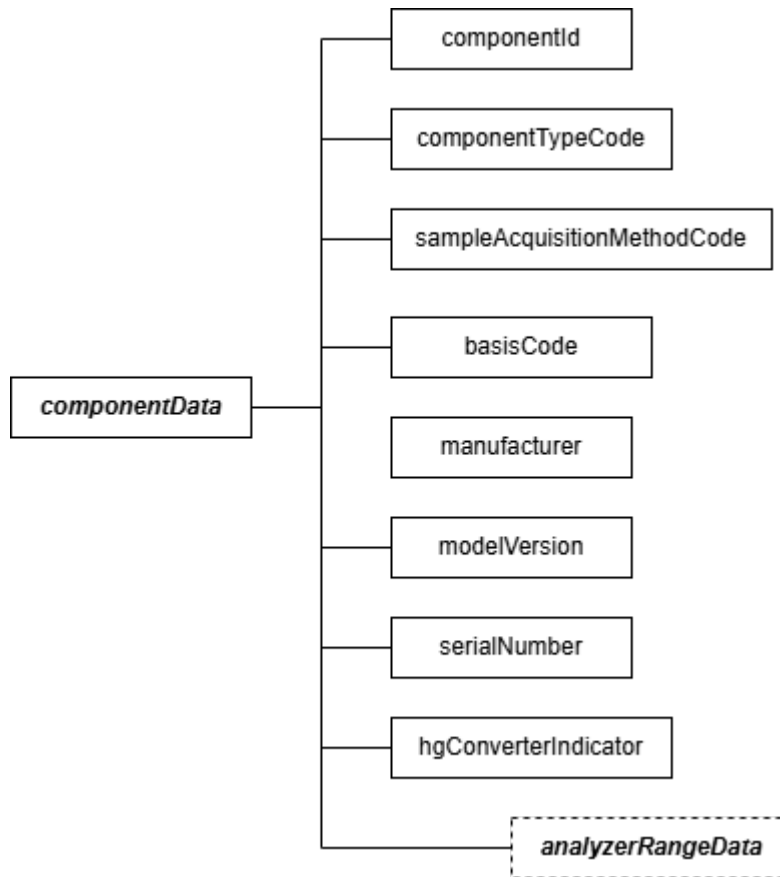 componentId
componentTypeCode
sampleAcquisitionMethodCode
basisCode
componentData
manufacturer
modelVersion
serialNumber
hgConverterIndicator
analyzerRangeData